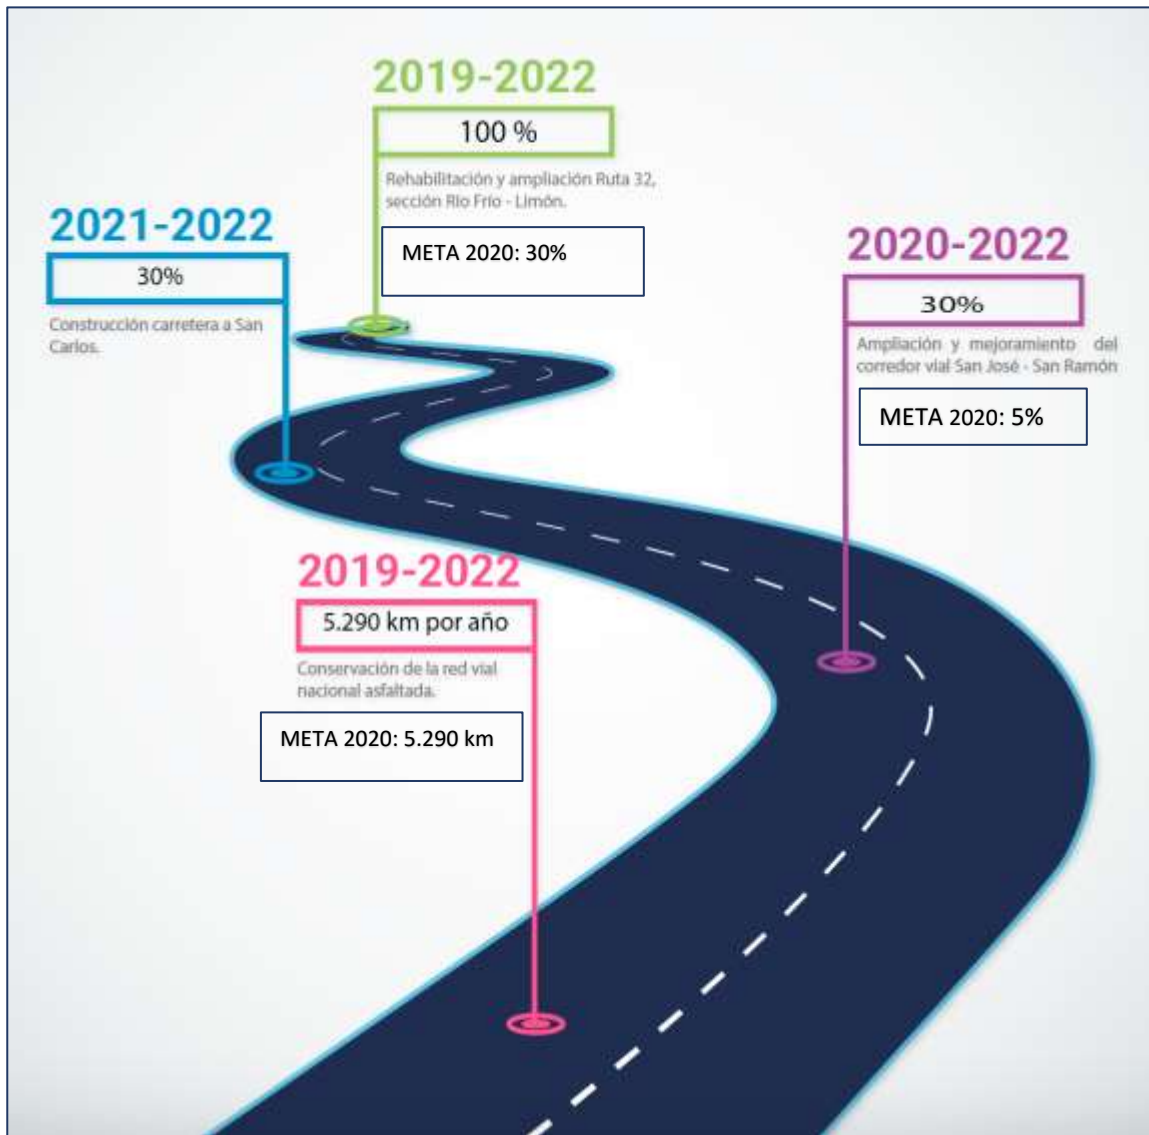 2019-2022
100 %
Rehabilitación y ampliación Ruta 32,
sección Río Frío - Limón.
META 2020: 30%
2021-2022
30%
Construcción carretera a San
Carlos.
2020-2022
30%
Ampliación y mejoramiento del
corredor vial San José - San Ramón
META 2020: 5%
2019-2022
5.290 km por año
Conservación de la red vial
nacional asfaltada.
META 2020: 5.290 km